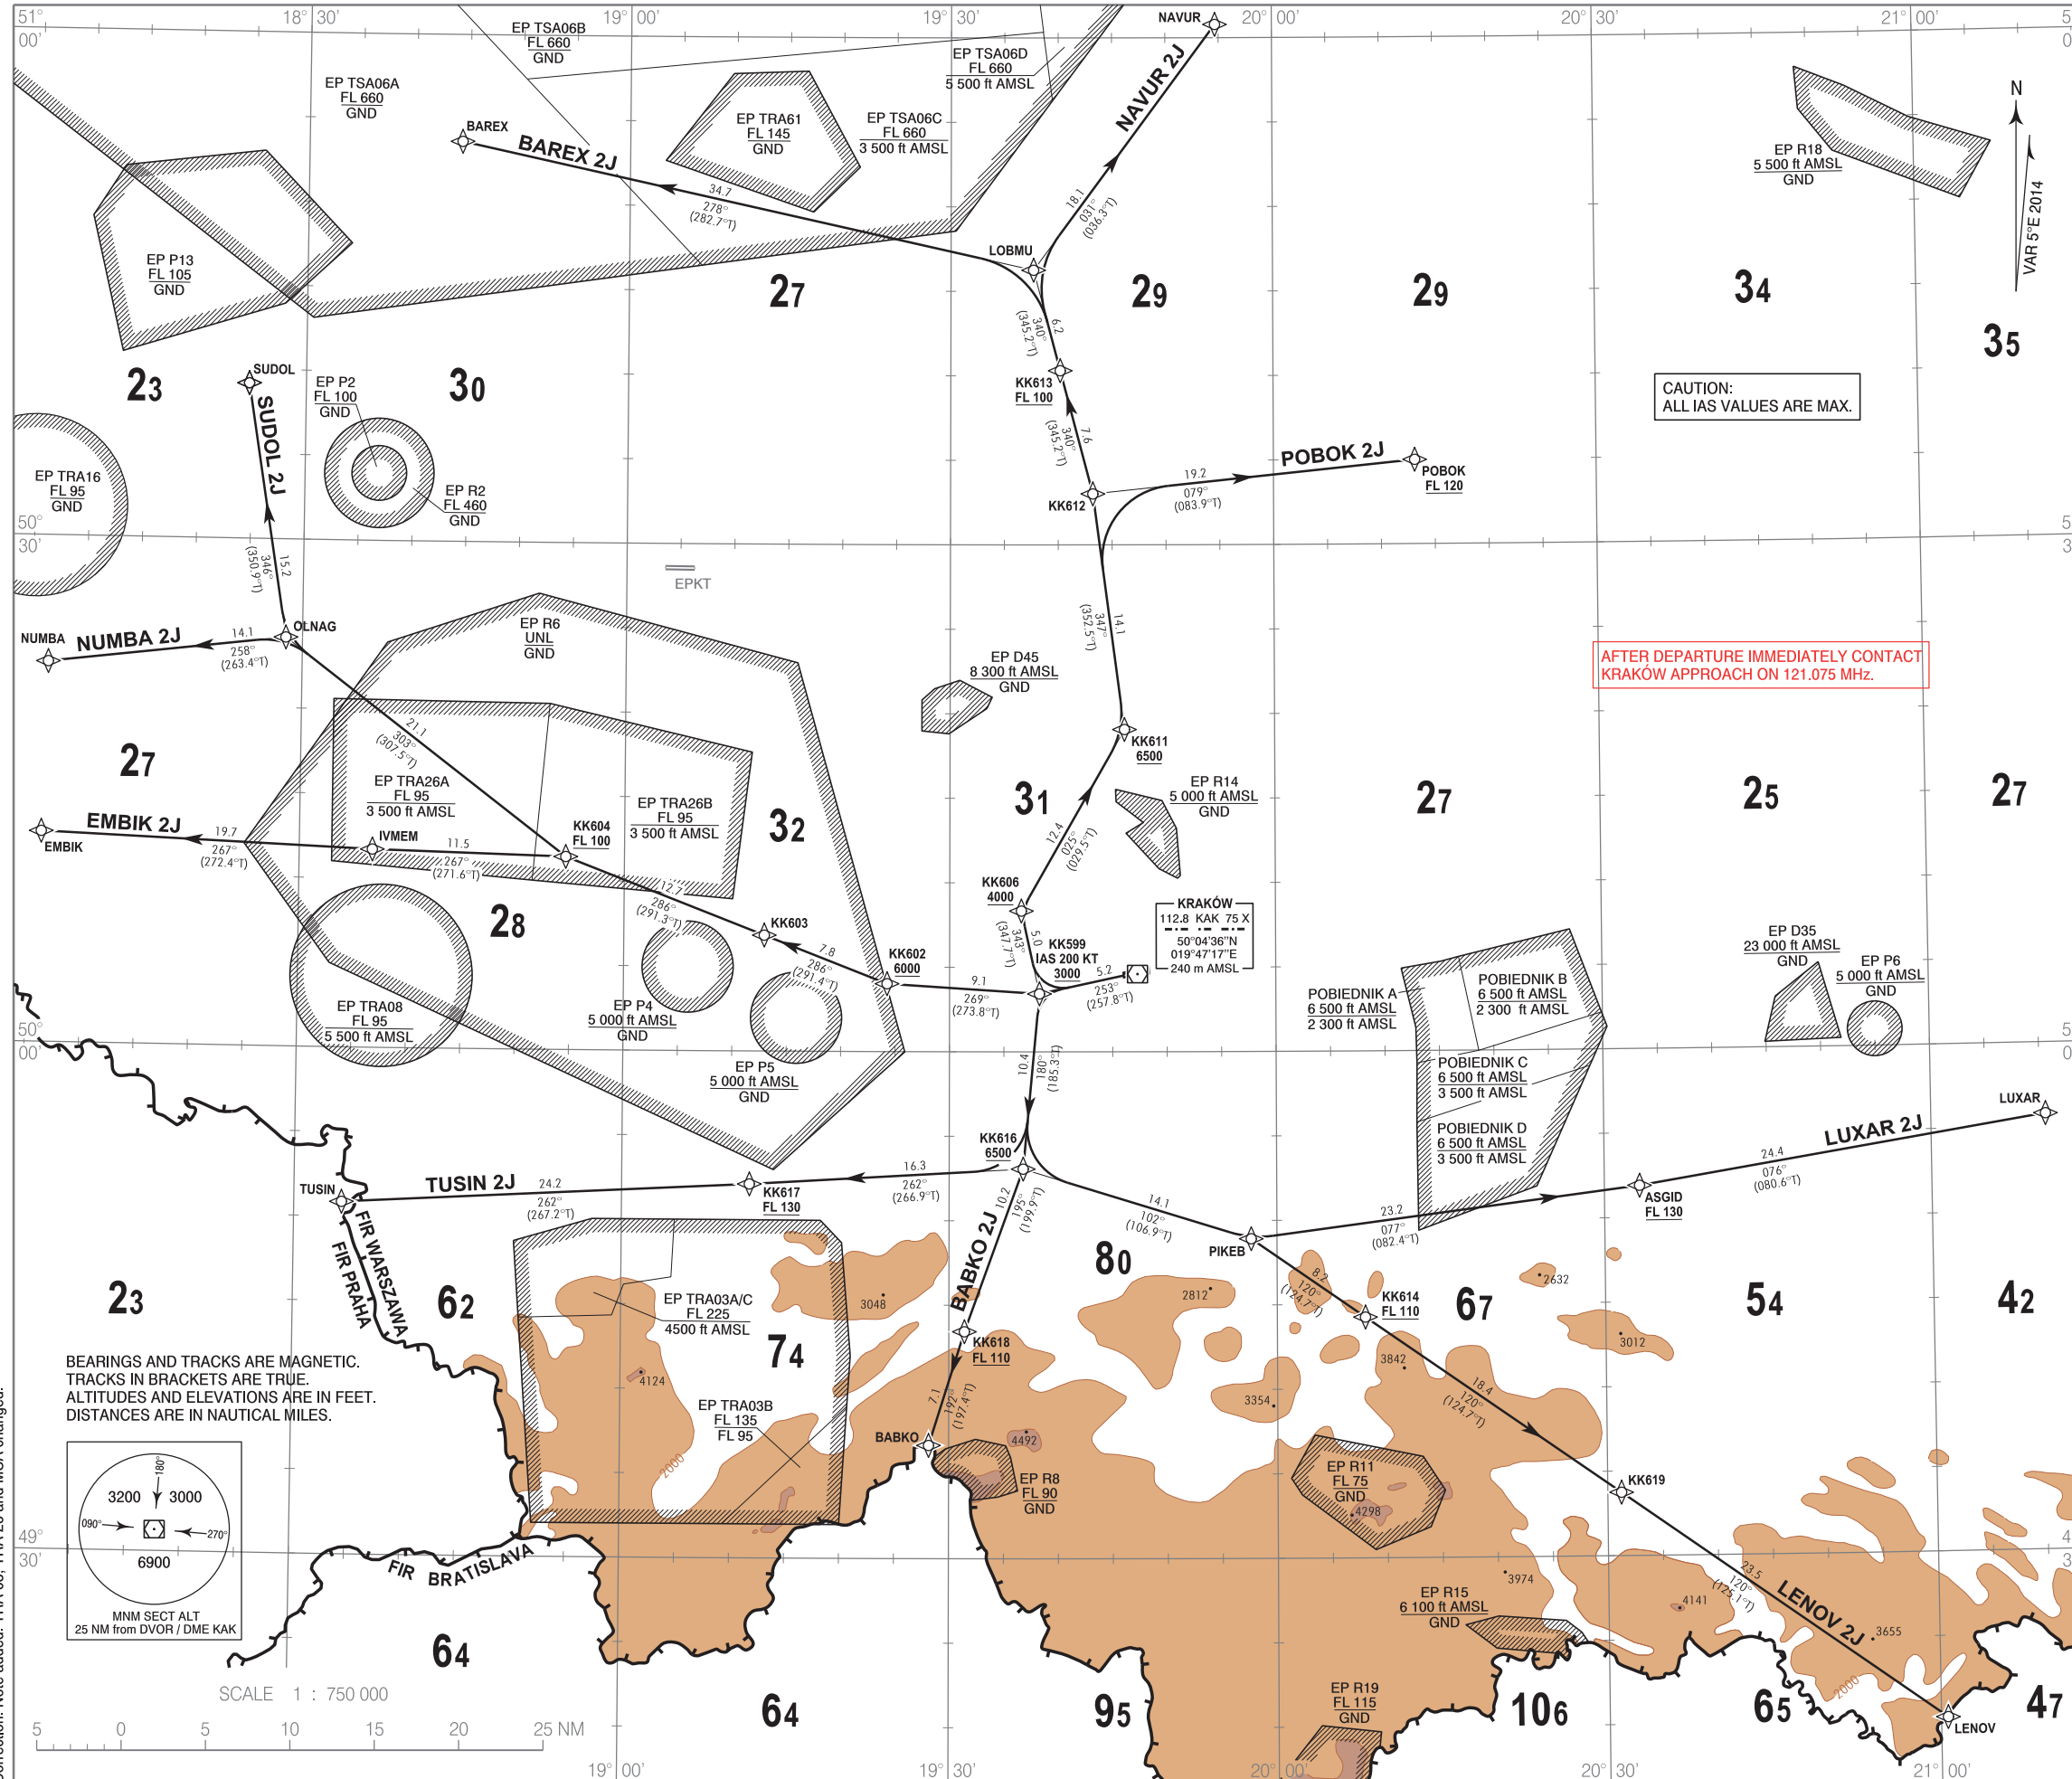 51°
00'
18° 30'
19° 00'
19° 30'
20° 00'
20° 30'
21° 00'
NAVUR
EP TSA06B
FL 660
GND
EP TSA06D
FL 660
5 500 ft AMSL
EP TSA06A
FL 660
GND
EP TRA61
FL 145
GND
EP TSA06C
FL 660
3 500 ft AMSL
NAVUR 2J
N
VAR 5°E 2014
EP R18
5 500 ft AMSL
GND
BAREX
BAREX 2J
34.7
278°
(282.7°T)
18.1
031°
(036.3°T)
LOBMU
EP P13
FL 105
GND
27
29
29
34
35
6.2
340°
(345.2°T)
KK613
FL 100
CAUTION:
ALL IAS VALUES ARE MAX.
23
SUDOL
30
EP P2
FL 100
GND
SUDOL 2J
7.6
340°
(345.2°T)
POBOK 2J
19.2
079°
(083.9°T)
POBOK
FL 120
KK612
EP TRA16
FL 95
GND
EP R2
FL 460
GND
50°
30'
15.2
346°
(350.9°T)
EPKT
14.1
347°
(352.5°T)
NUMBA
NUMBA 2J
14.1
258°
(263.4°T)
OLNAG
EP R6
UNL
GND
EP D45
8 300 ft AMSL
GND
AFTER DEPARTURE IMMEDIATELY CONTACT
KRAKÓW APPROACH ON 121.075 MHz.
21.1
303°
(307.5°T)
KK611
6500
27
EP TRA26A
FL 95
3 500 ft AMSL
EP TRA26B
FL 95
3 500 ft AMSL
32
31
EP R14
5 000 ft AMSL
GND
27
25
27
EMBIK
EMBIK 2J
19.7
267°
(272.4°T)
IVMEM
11.5
267°
(271.6°T)
KK604
FL 100
12.4
025°
(029.5°T)
12.7
286°
(291.3°T)
KK606
4000
28
KK603
7.8
286°
(291.4°T)
KK602
6000
5.0
343°
(347.7°T)
KK599
IAS 200 KT
3000
KRAKÓW
112.8 KAK 75 X
50°04'36"N
019°47'17"E
240 m AMSL
5.2
253°
(257.8°T)
9.1
269°
(273.8°T)
EP TRA08
FL 95
5 500 ft AMSL
EP P4
5 000 ft AMSL
GND
EP P5
5 000 ft AMSL
GND
POBIEDNIK A
6 500 ft AMSL
2 300 ft AMSL
POBIEDNIK B
6 500 ft AMSL
2 300 ft AMSL
POBIEDNIK C
6 500 ft AMSL
3 500 ft AMSL
POBIEDNIK D
6 500 ft AMSL
3 500 ft AMSL
EP D35
23 000 ft AMSL
GND
EP P6
5 000 ft AMSL
GND
50°
00'
10.4
180°
(185.3°T)
LUXAR
LUXAR 2J
24.4
076°
(080.6°T)
KK616
6500
TUSIN
TUSIN 2J
24.2
262°
(267.2°T)
KK617
FL 130
16.3
262°
(266.9°T)
10.2
195°
(199.9°T)
14.1
102°
(106.9°T)
PIKEB
23.2
077°
(082.4°T)
ASGID
FL 130
FIR WARSZAWA
FIR PRAHA
23
62
80
67
54
42
BABKO 2J
8.2
120°
(124.7°T)
KK614
FL 110
2632
3048
2812
3012
EP TRA03A/C
FL 225
4500 ft AMSL
74
KK618
FL 110
3842
4124
3354
7.1
192°
(197.4°T)
18.4
120°
(124.7°T)
BEARINGS AND TRACKS ARE MAGNETIC.
TRACKS IN BRACKETS ARE TRUE.
ALTITUDES AND ELEVATIONS ARE IN FEET.
DISTANCES ARE IN NAUTICAL MILES.
EP TRA03B
FL 135
FL 95
2000
BABKO
4492
EP R8
FL 90
GND
EP R11
FL 75
GND
4298
KK619
180°
3200
3000
090°
270°
6900
MNM SECT ALT
25 NM from DVOR / DME KAK
49°
30'
FIR BRATISLAVA
3974
EP R15
6 100 ft AMSL
GND
23.5
120°
(125.1°T)
4141
LENOV 2J
3655
2000
64
64
95
106
65
47
EP R19
FL 115
GND
LENOV
SCALE 1 : 750 000
5 0 5 10 15 20 25 NM
19° 00'
19° 30'
20° 00'
20° 30'
21° 00'